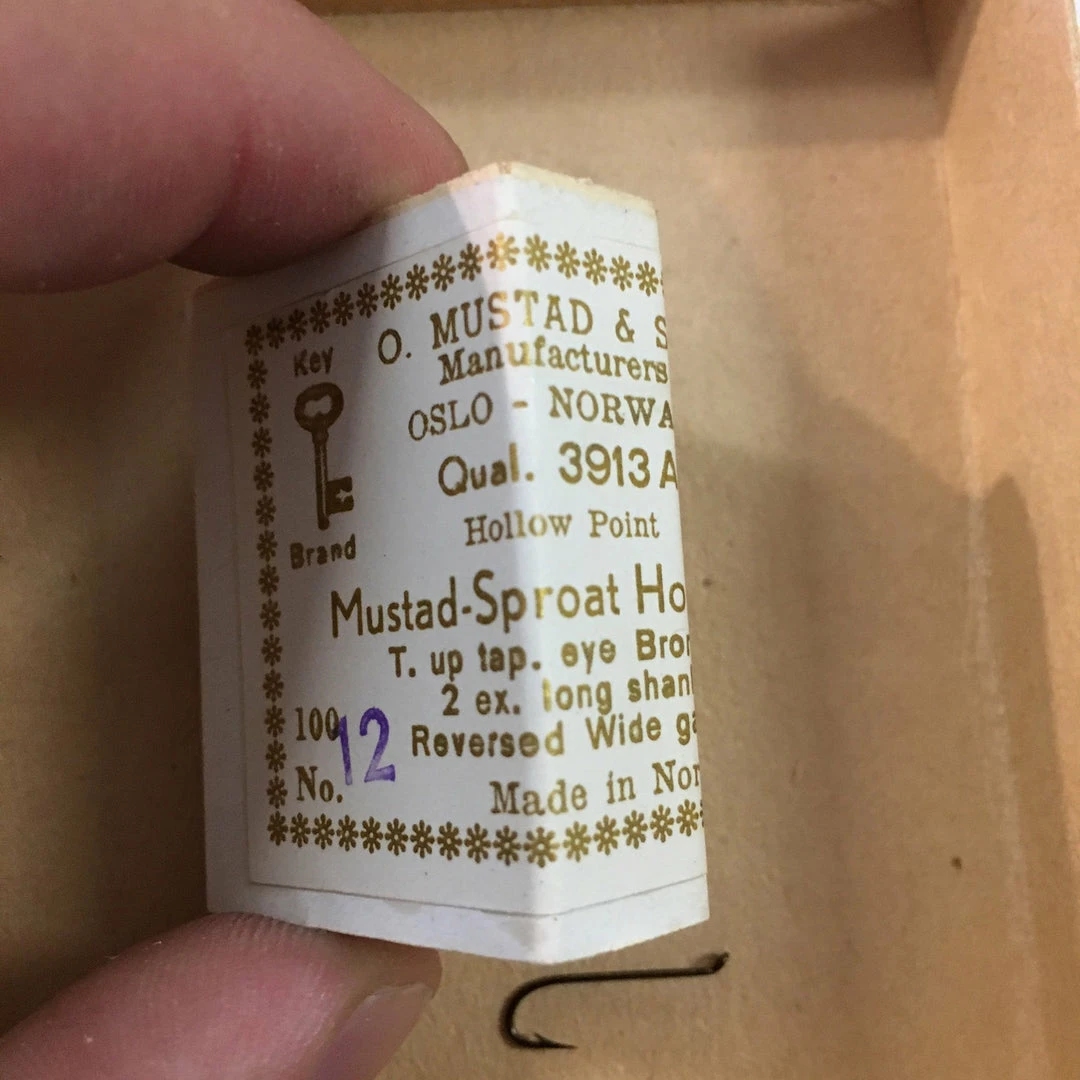 Key
O. MUSTAD & S
Manufacturers
OSLO - NORWA
Qual. 3913 A
Hollow Point
Brand
Mustad-Sproat Ho
T. up tap. eye Bron
2 ex. long shan
100
12
Reversed Wide ga
No.
Made in Nor